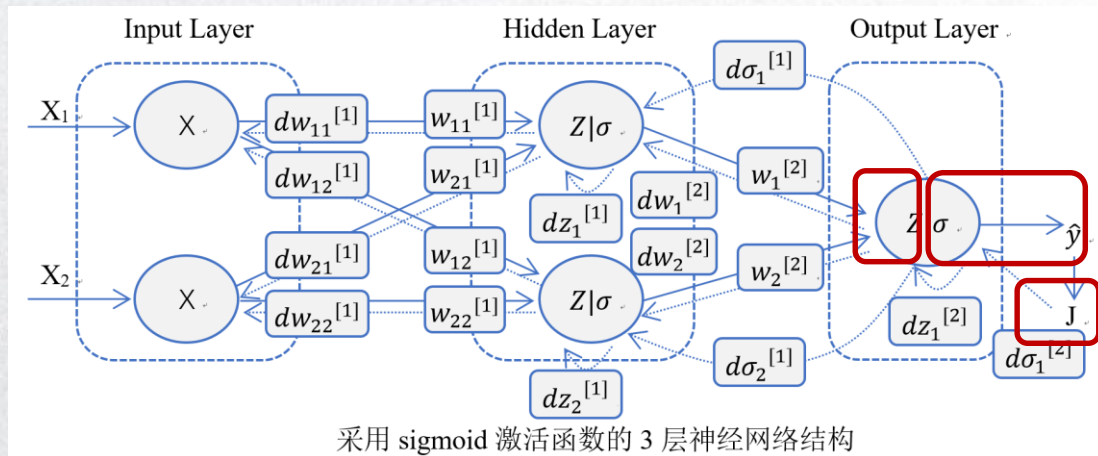 Input Layer
Hidden Layer
Output Layer
dσ₁^[1]
X₁
X
dw₁₁^[1]
w₁₁^[1]
Z|σ
dw₁₂^[1]
w₂₁^[1]
dz₁^[1]
dw₁^[2]
w₁^[2]
Z|σ
ŷ
dw₂₁^[1]
w₁₂^[1]
dw₂^[2]
w₂^[2]
X₂
X
dw₂₂^[1]
w₂₂^[1]
Z|σ
dz₁^[2]
J
dσ₁^[2]
dz₂^[1]
dσ₂^[1]
采用 sigmoid 激活函数的 3 层神经网络结构